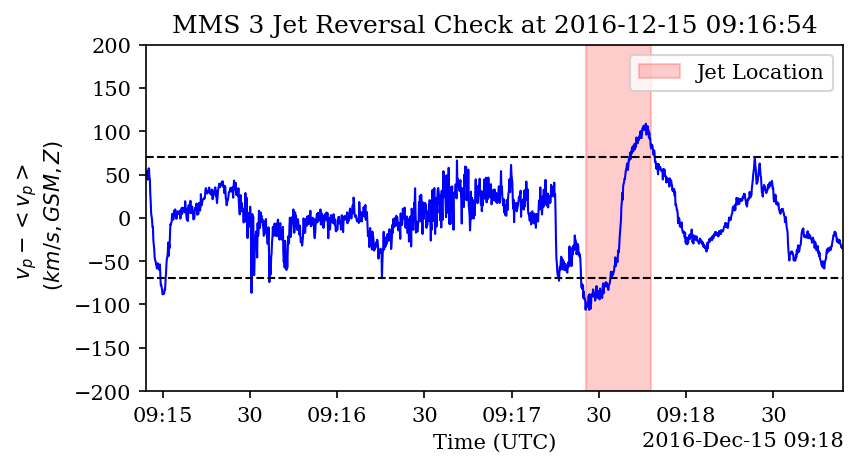 MMS 3 Jet Reversal Check at 2016-12-15 09:16:54
Jet Location
200
150
100
50
0
−50
−100
−150
−200
v_p − < v_p >
(km/s, GSM, Z)
09:15 30 09:16 30 09:17 30 09:18 30
Time (UTC)
2016-Dec-15 09:18